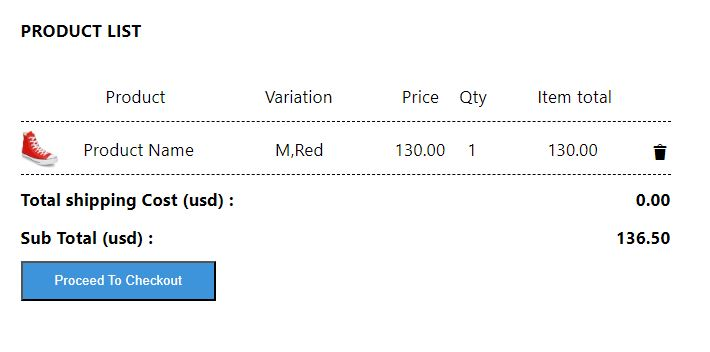 PRODUCT LIST
Product Variation Price Qty Item total
Product Name M,Red 130.00 1 130.00
Total shipping Cost (usd) : 0.00
Sub Total (usd) : 136.50
Proceed To Checkout